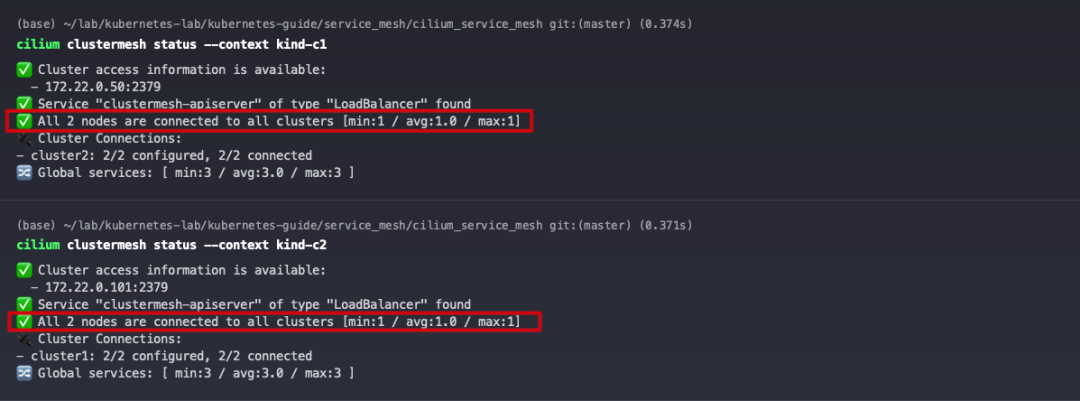 (base) ~/lab/kubernetes-lab/kubernetes-guide/service_mesh/cilium_service_mesh git:(master) (0.374s)
cilium clustermesh status --context kind-c1
✅ Cluster access information is available:
- 172.22.0.50:2379
✅ Service "clustermesh-apiserver" of type "LoadBalancer" found
✅ All 2 nodes are connected to all clusters [min:1 / avg:1.0 / max:1]
🔌 Cluster Connections:
- cluster2: 2/2 configured, 2/2 connected
🔀 Global services: [ min:3 / avg:3.0 / max:3 ]
(base) ~/lab/kubernetes-lab/kubernetes-guide/service_mesh/cilium_service_mesh git:(master) (0.371s)
cilium clustermesh status --context kind-c2
✅ Cluster access information is available:
- 172.22.0.101:2379
✅ Service "clustermesh-apiserver" of type "LoadBalancer" found
✅ All 2 nodes are connected to all clusters [min:1 / avg:1.0 / max:1]
🔌 Cluster Connections:
- cluster1: 2/2 configured, 2/2 connected
🔀 Global services: [ min:3 / avg:3.0 / max:3 ]